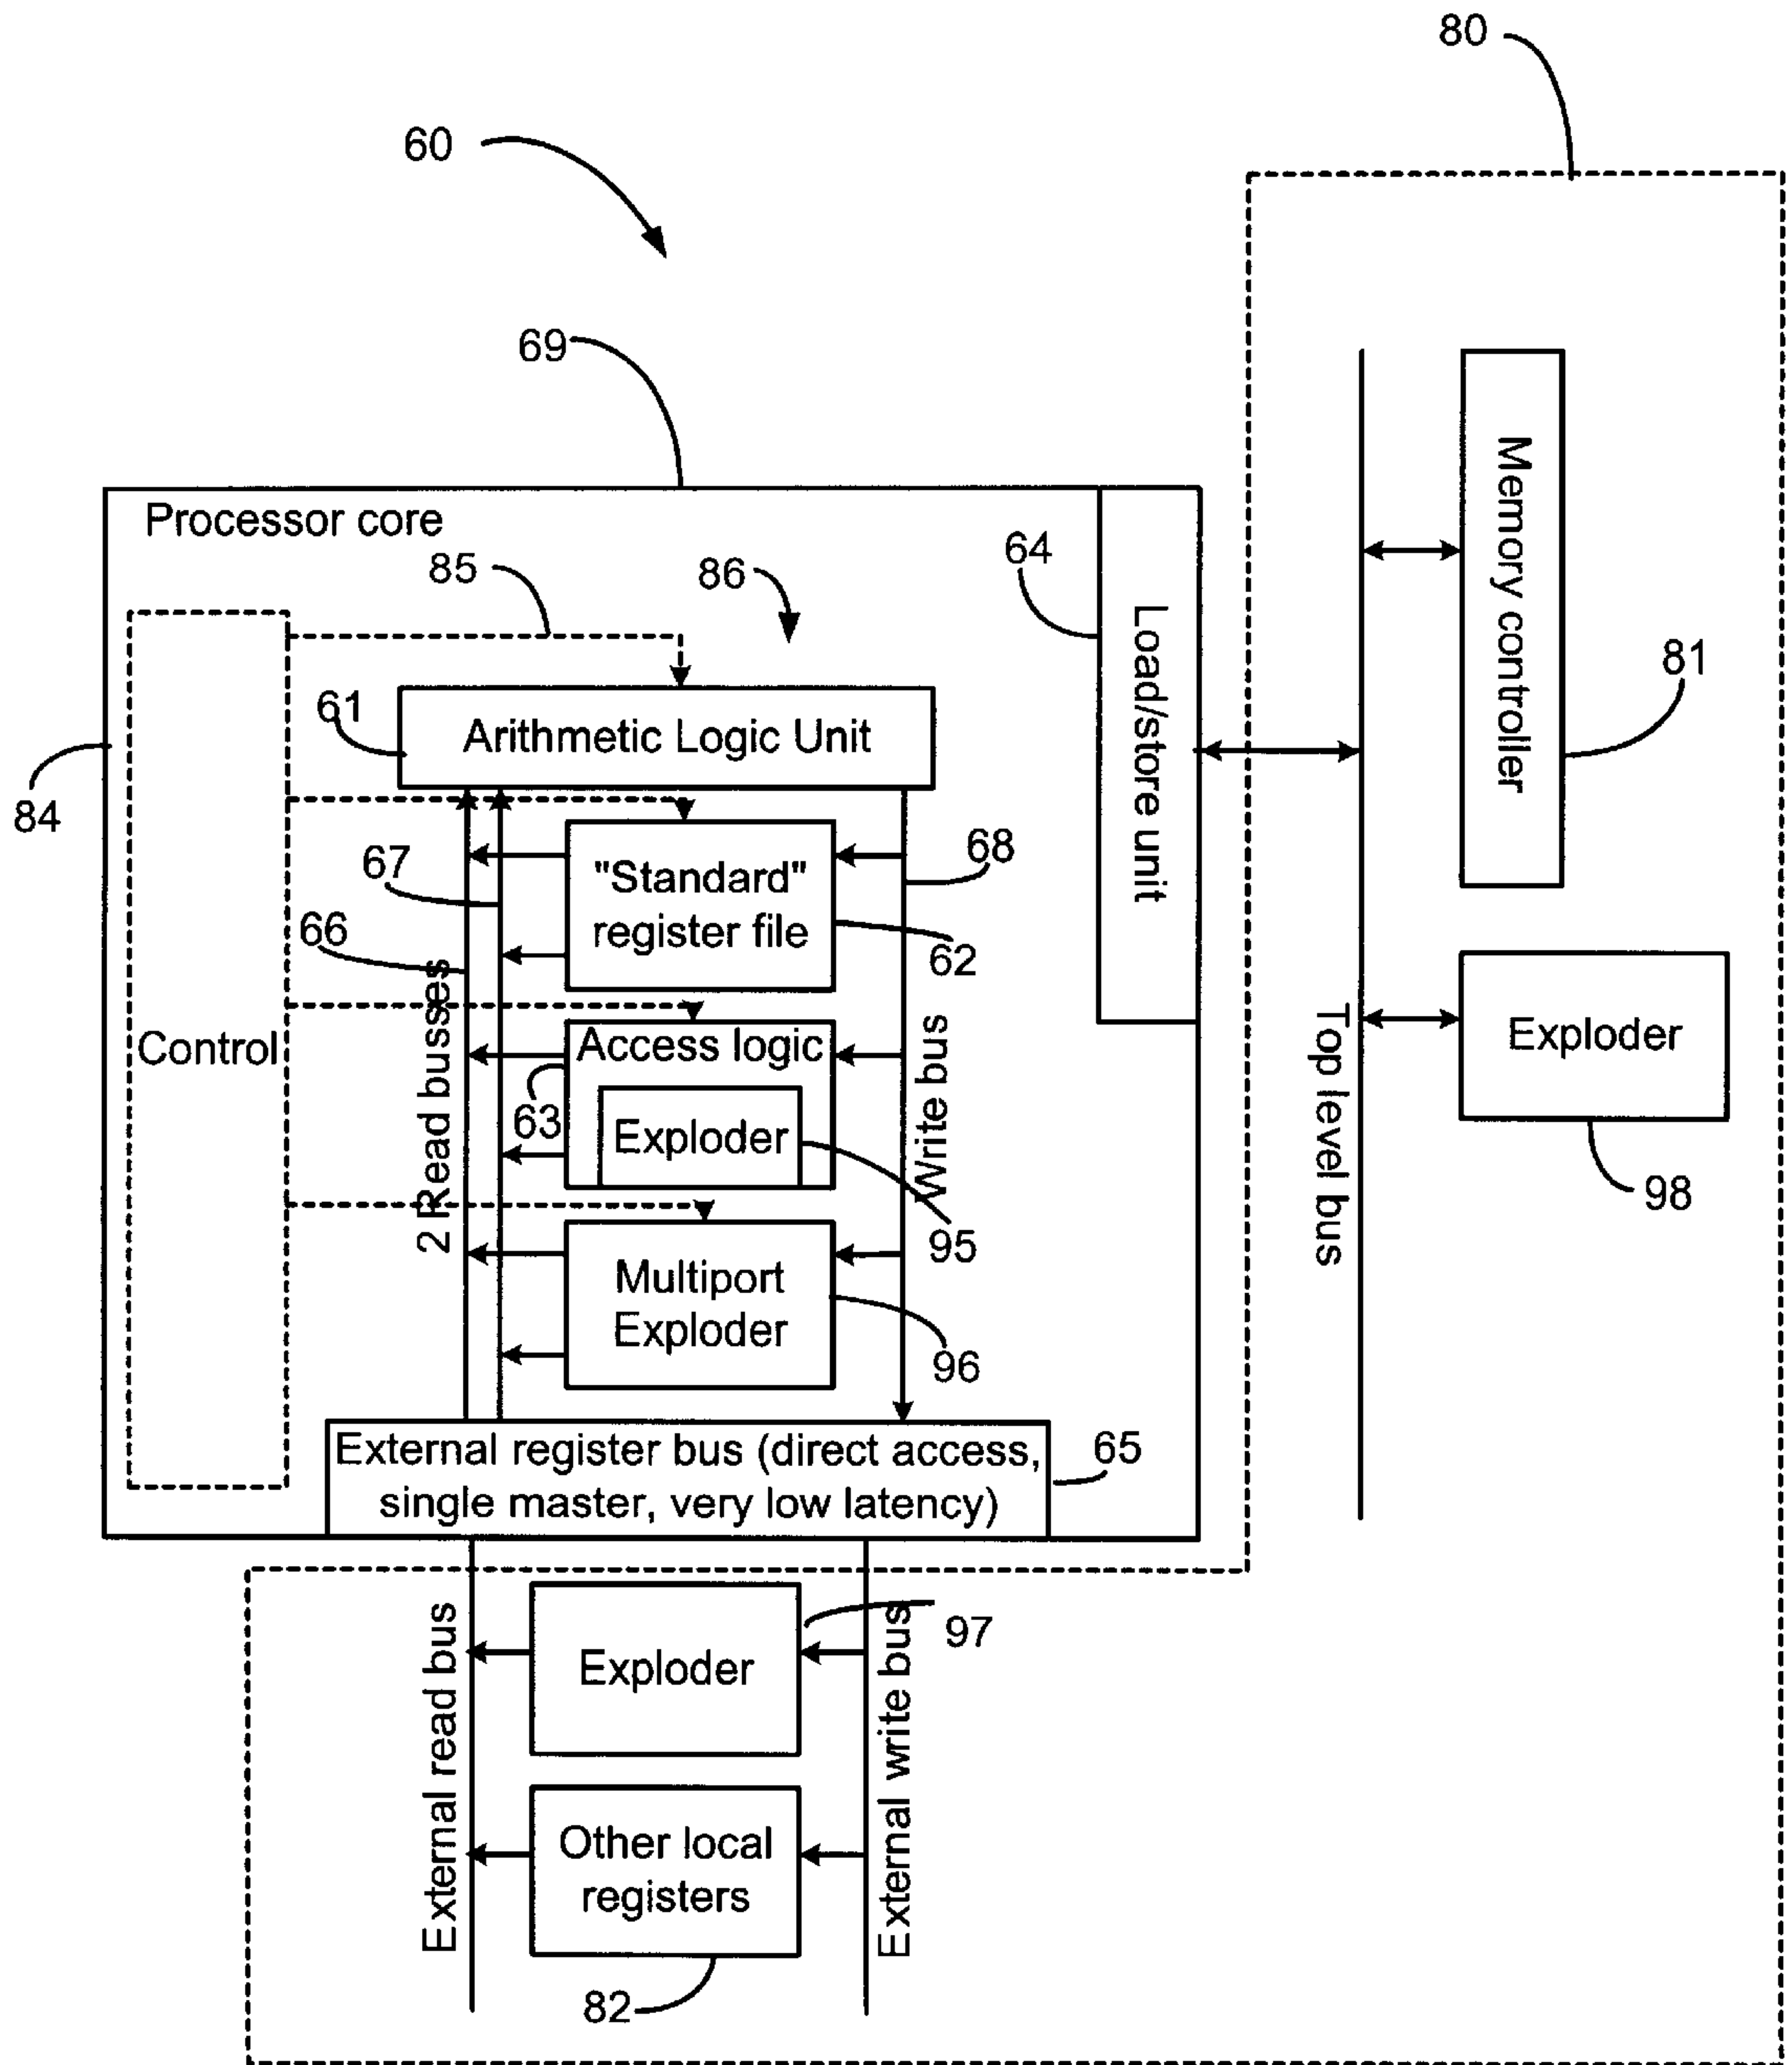 80
60
69
Processor core
85
86
64
Load/store unit
Memory controller
81
61
Arithmetic Logic Unit
84
67
"Standard"
register file
68
66
62
2 Read busses
Control
Access logic
63
Exploder
Write bus
95
Top level bus
Exploder
98
Multiport
Exploder
96
External register bus (direct access,
single master, very low latency)
65
External read bus
Exploder
97
External write bus
Other local
registers
82